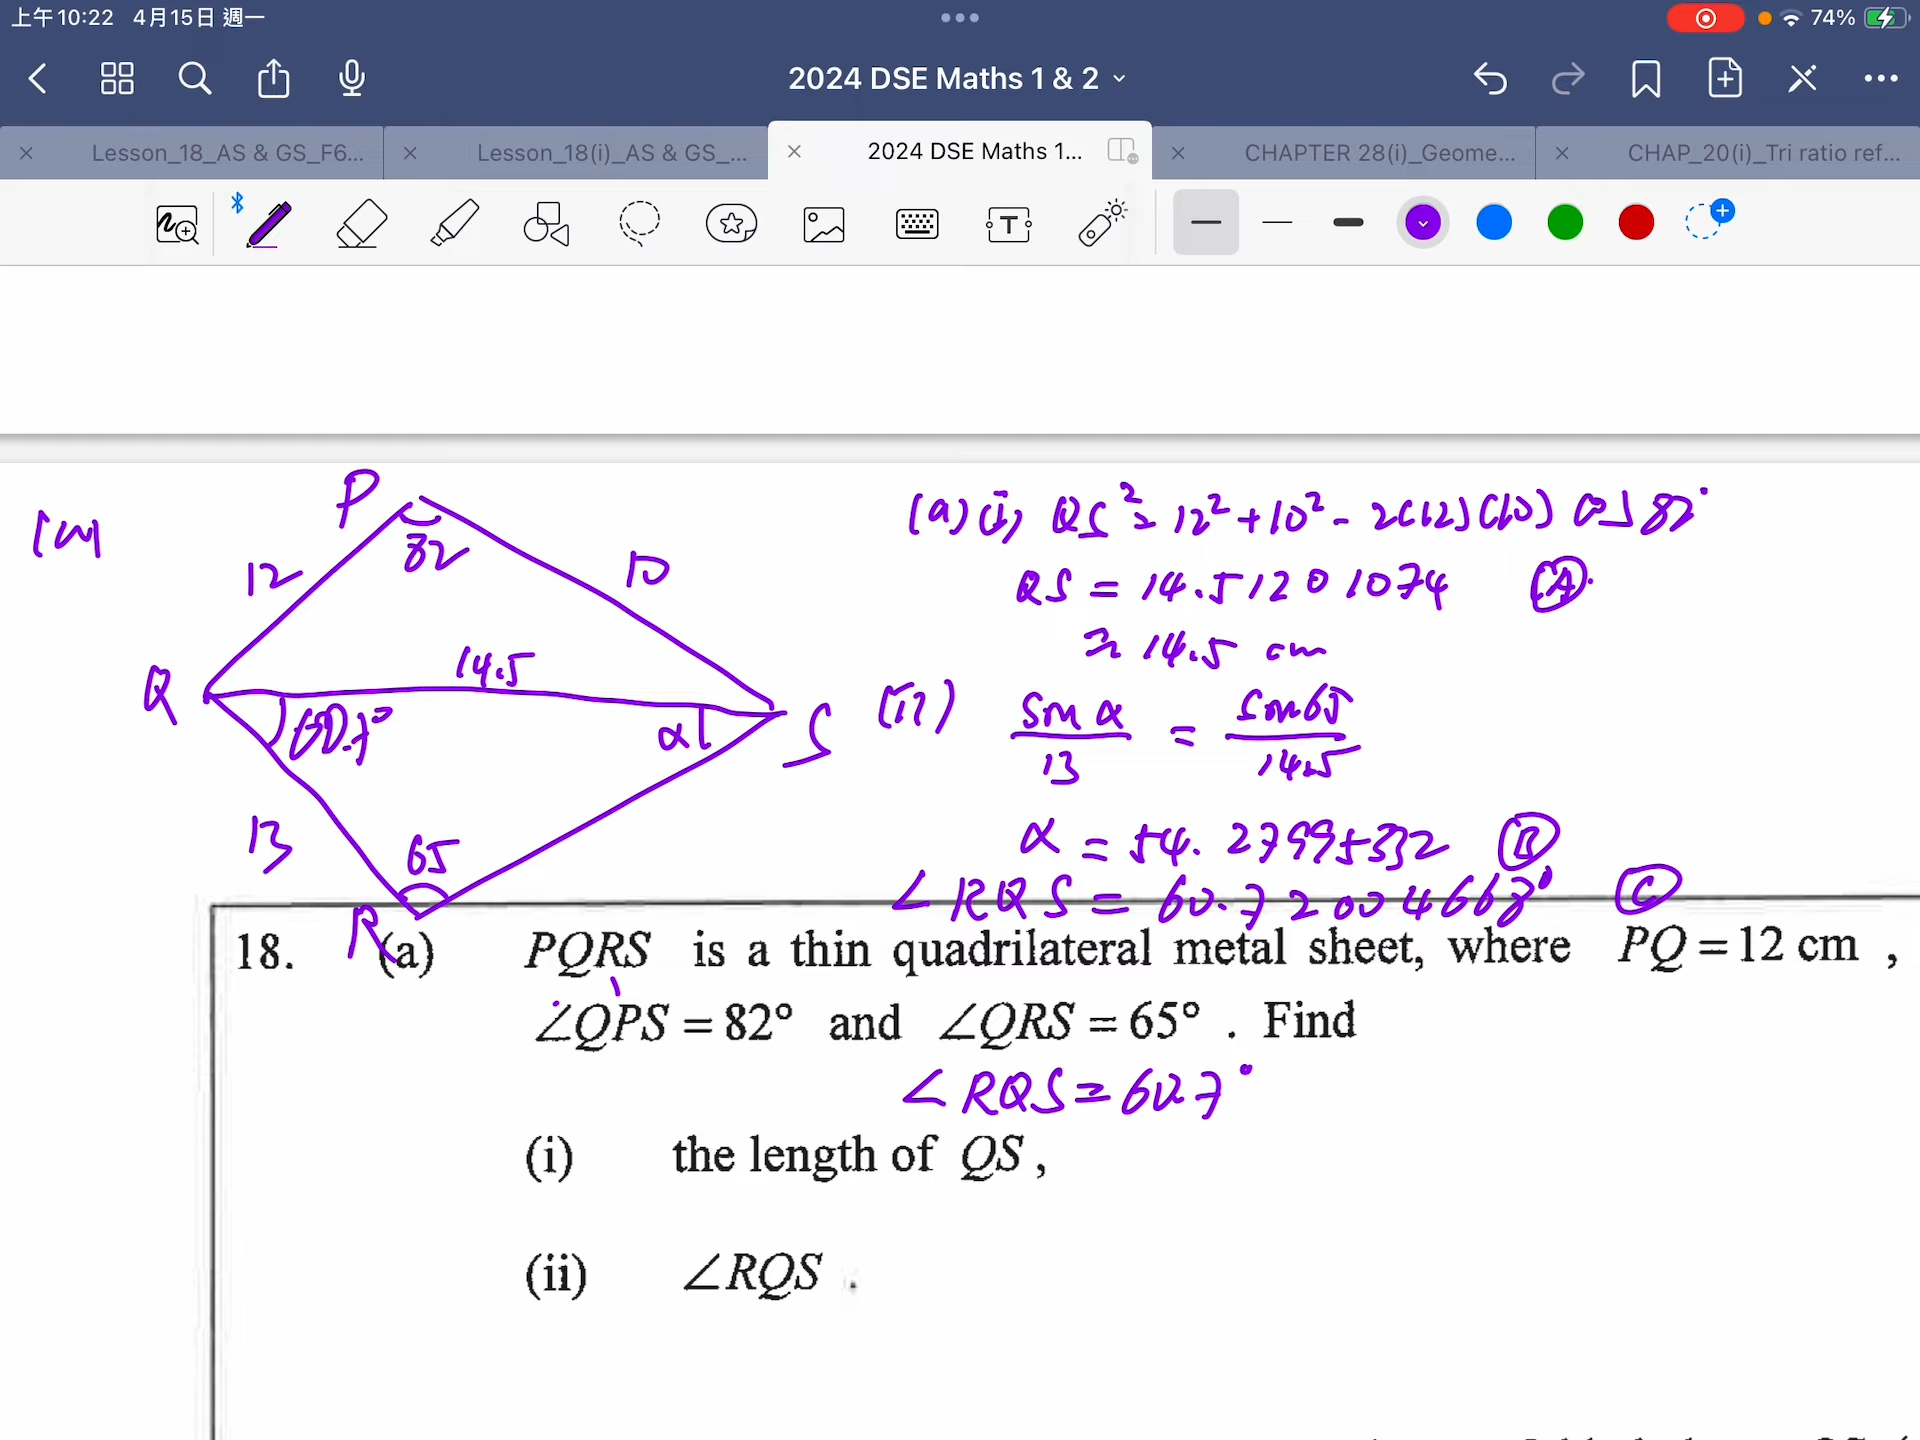 上午10:22 4月15日 週一
74%
2024 DSE Maths 1 & 2
Lesson_18_AS & GS_F6...
Lesson_18(i)_AS & GS_...
2024 DSE Maths 1...
CHAPTER 28(i)_Geome...
CHAP_20(i)_Tri ratio ref...
P
82
12
10
Q
14.5
60.7°
α
S
13
65
R
(a)(i) QS² = 12² + 10² - 2(12)(10) cos 82°
QS = 14.51201074 (A)
≈ 14.5 cm
(ii) sin α / 13 = sin 65 / 14.5
α = 54.27995332 (B)
∠RQS = 60.72004668° (C)
18. (a) PQRS is a thin quadrilateral metal sheet, where PQ = 12 cm ,
∠QPS = 82° and ∠QRS = 65° . Find
∠RQS = 60.7°
(i) the length of QS ,
(ii) ∠RQS .